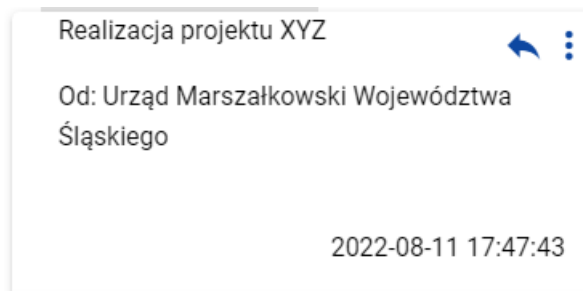 Realizacja projektu XYZ
Od: Urząd Marszałkowski Województwa
Śląskiego
2022-08-11 17:47:43